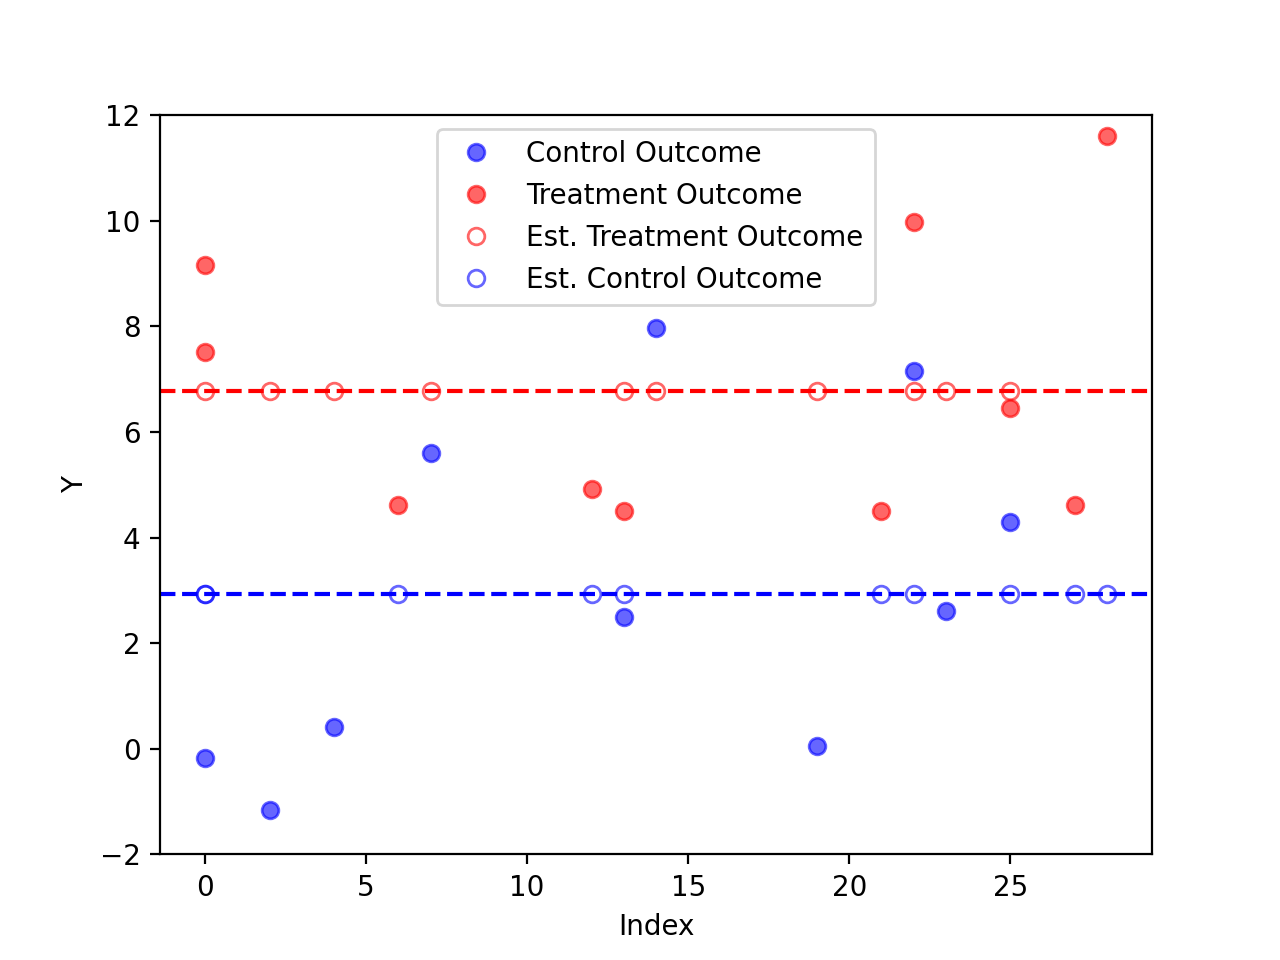 12
10
8
6
4
2
0
−2
Y
Control Outcome
Treatment Outcome
Est. Treatment Outcome
Est. Control Outcome
0 5 10 15 20 25
Index